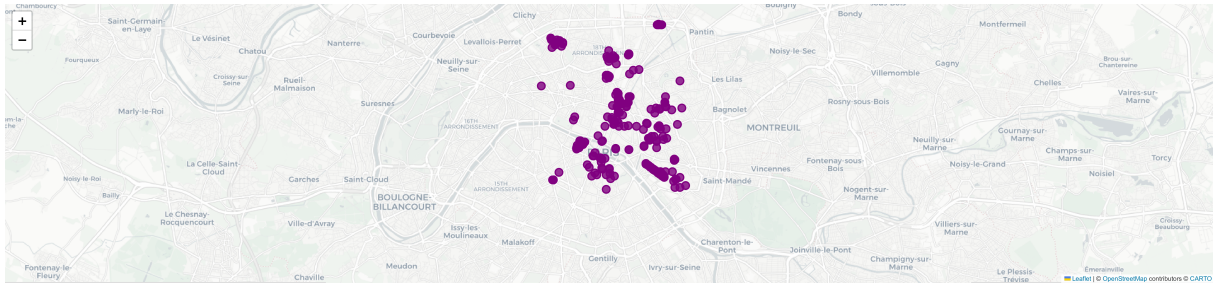 Chambourcy
Saint-Germain-
en-Laye
Clichy
Bobigny
Bondy
Montfermeil
+
−
Le Vésinet
Chatou
Nanterre-
Courbevoie
Levallois-Perret
Pantin
Noisy-le-Sec
Gagny
Brou-sur-
Chantereine
Fourqueux
Croissy-sur-
Seine
Rueil-
Malmaison
Neuilly-sur-
Seine
Les Lilas
Villemomble
Chelles
Vaires-sur-
Marne
Marly-le-Roi
Suresnes
Bagnolet
Rosny-sous-Bois
16TH
ARRONDISSEMENT
MONTREUIL
Gournay-sur-
Marne
Neuilly-sur-
Marne
Champs-sur-
Marne
Torcy
La Celle-Saint-
Cloud
Noisy-le-Roi
Bailly
Garches
Saint-Cloud
15TH
ARRONDISSEMENT
Saint-Mandé
Vincennes
Fontenay-sous-
Bois
Noisy-le-Grand
Noisiel
Nogent-sur-
Marne
BOULOGNE-
BILLANCOURT
Le Chesnay-
Rocquencourt
Ville-d'Avray
Issy-les-
Moulineaux
Malakoff
Charenton-le-
Pont
Joinville-le-Pont
Villiers-sur-
Marne
Croissy-
Beaubourg
Gentilly
Ivry-sur-Seine
Champigny-sur-
Marne
Fontenay-le-
Fleury
Chaville
Meudon
Le Plessis-
Trévise
Émerainville
Leaflet | © OpenStreetMap contributors © CARTO